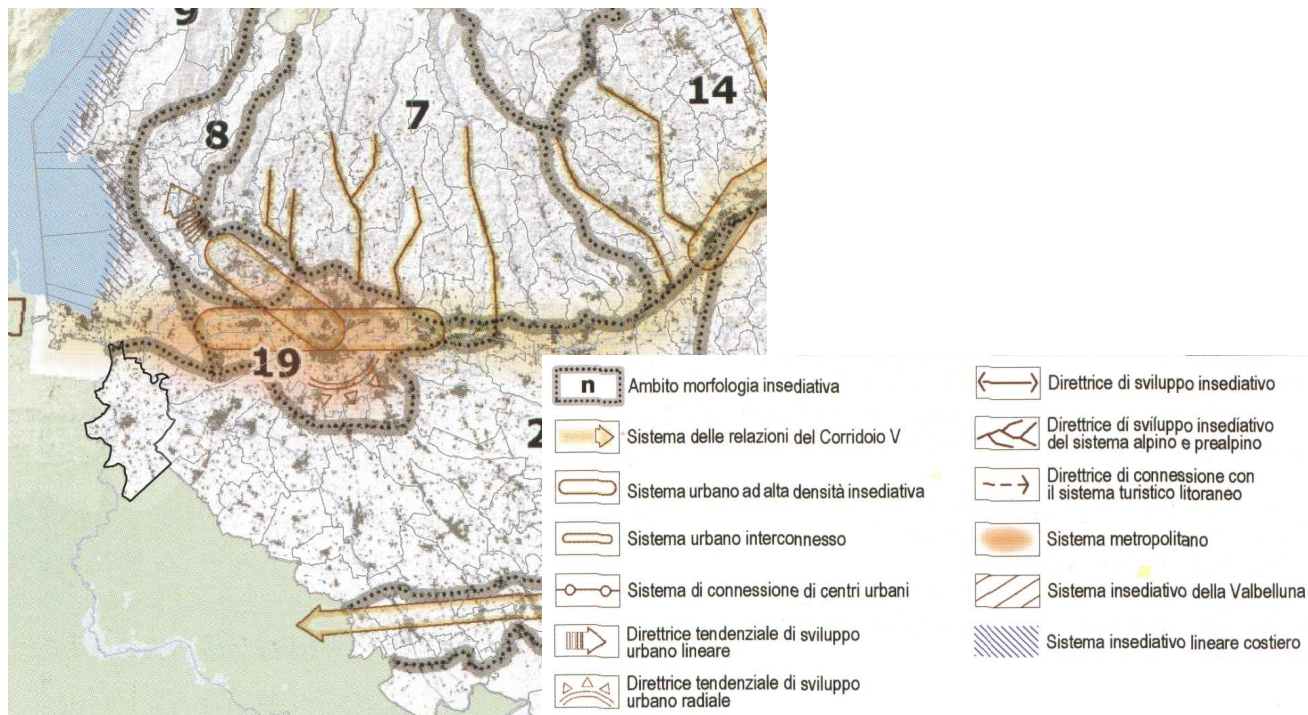 9
14
7
8
19
2
n
Ambito morfologia insediativa
Sistema delle relazioni del Corridoio V
Sistema urbano ad alta densità insediativa
Sistema urbano interconnesso
Sistema di connessione di centri urbani
Direttrice tendenziale di sviluppo
urbano lineare
Direttrice tendenziale di sviluppo
urbano radiale
Direttrice di sviluppo insediativo
Direttrice di sviluppo insediativo
del sistema alpino e prealpino
Direttrice di connessione con
il sistema turistico litoraneo
Sistema metropolitano
Sistema insediativo della Valbelluna
Sistema insediativo lineare costiero